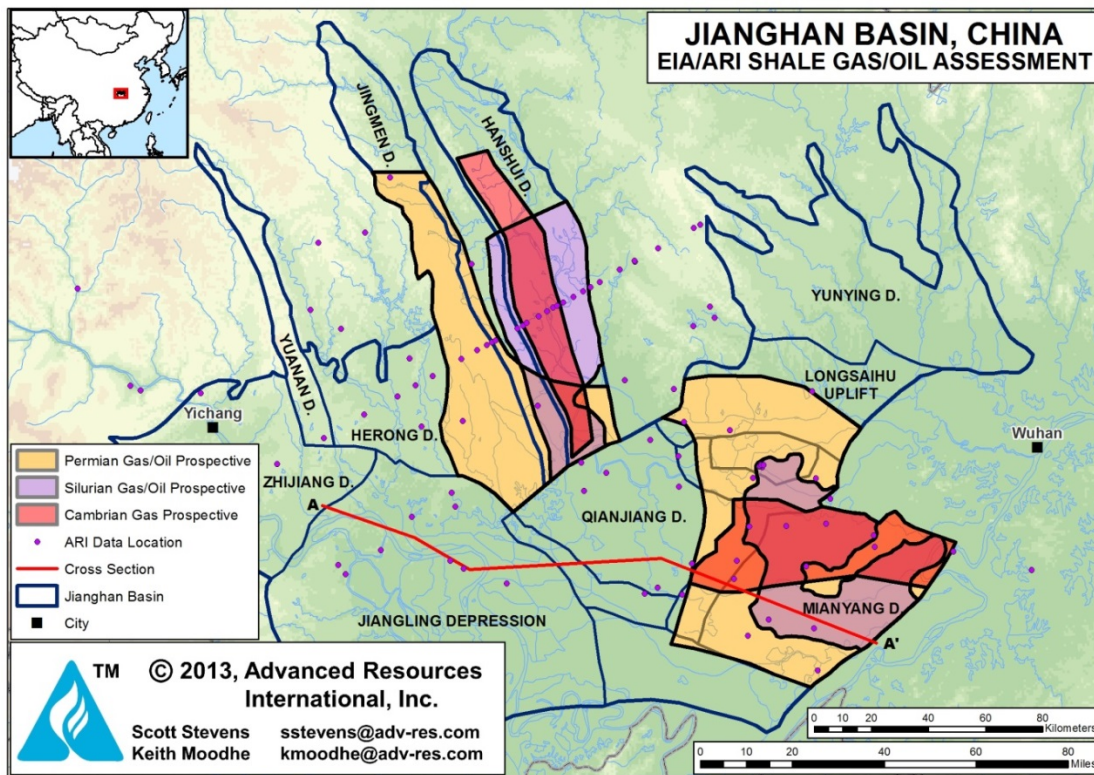 JIANGHAN BASIN, CHINA
EIA/ARI SHALE GAS/OIL ASSESSMENT
JINGMEN D.
HANSHUI D.
YUNYING D.
YUANAN D.
LONGSAIHU
UPLIFT
Yichang
HERONG D.
Wuhan
ZHIJIANG D.
A
QIANJIANG D.
MIANYANG D.
JIANGLING DEPRESSION
A'
Permian Gas/Oil Prospective
Silurian Gas/Oil Prospective
Cambrian Gas Prospective
ARI Data Location
Cross Section
Jianghan Basin
City
TM
© 2013, Advanced Resources
International, Inc.
Scott Stevens sstevens@adv-res.com
Keith Moodhe kmoodhe@adv-res.com
0 10 20 40 60 80
Kilometers
0 10 20 40 60 80
Miles